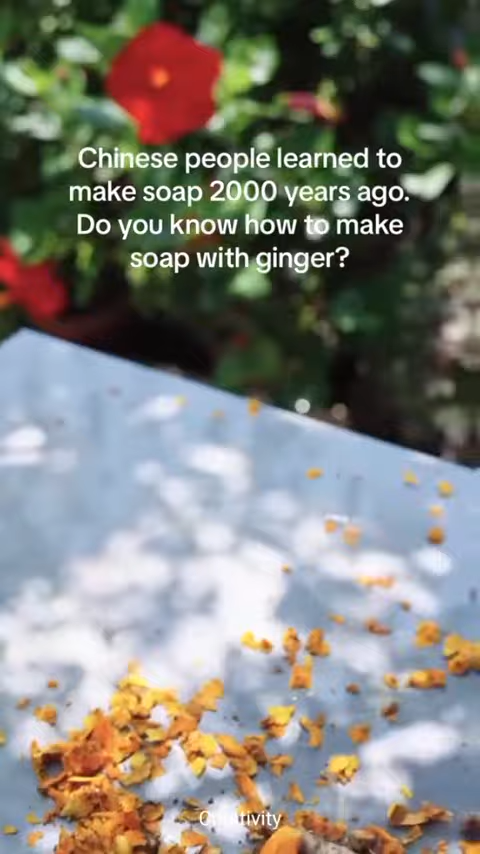 Chinese people learned to
make soap 2000 years ago.
Do you know how to make
soap with ginger?